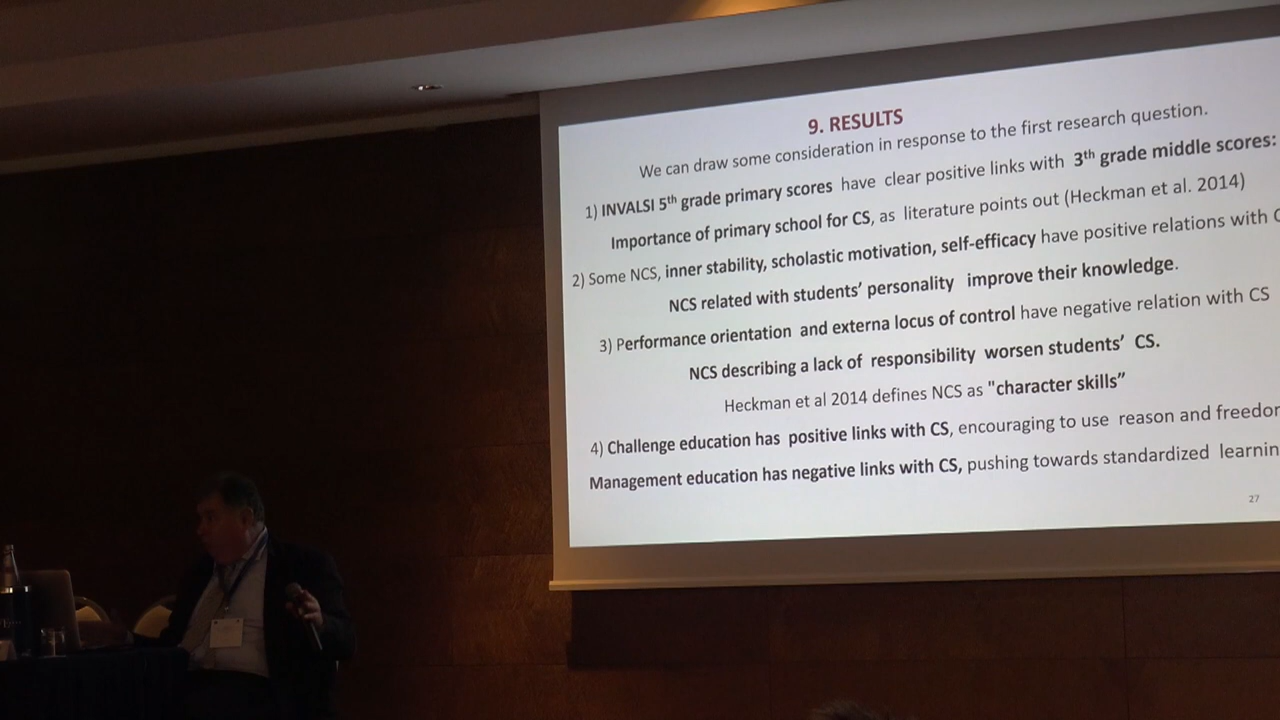 9. RESULTS
We can draw some consideration in response to the first research question.
1) INVALSI 5th grade primary scores have clear positive links with 3th grade middle scores:
Importance of primary school for CS, as literature points out (Heckman et al. 2014)
2) Some NCS, inner stability, scholastic motivation, self-efficacy have positive relations with
NCS related with students’ personality improve their knowledge.
3) Performance orientation and externa locus of control have negative relation with CS
NCS describing a lack of responsibility worsen students’ CS.
Heckman et al 2014 defines NCS as "character skills”
4) Challenge education has positive links with CS, encouraging to use reason and
Management education has negative links with CS, pushing towards standardized
27